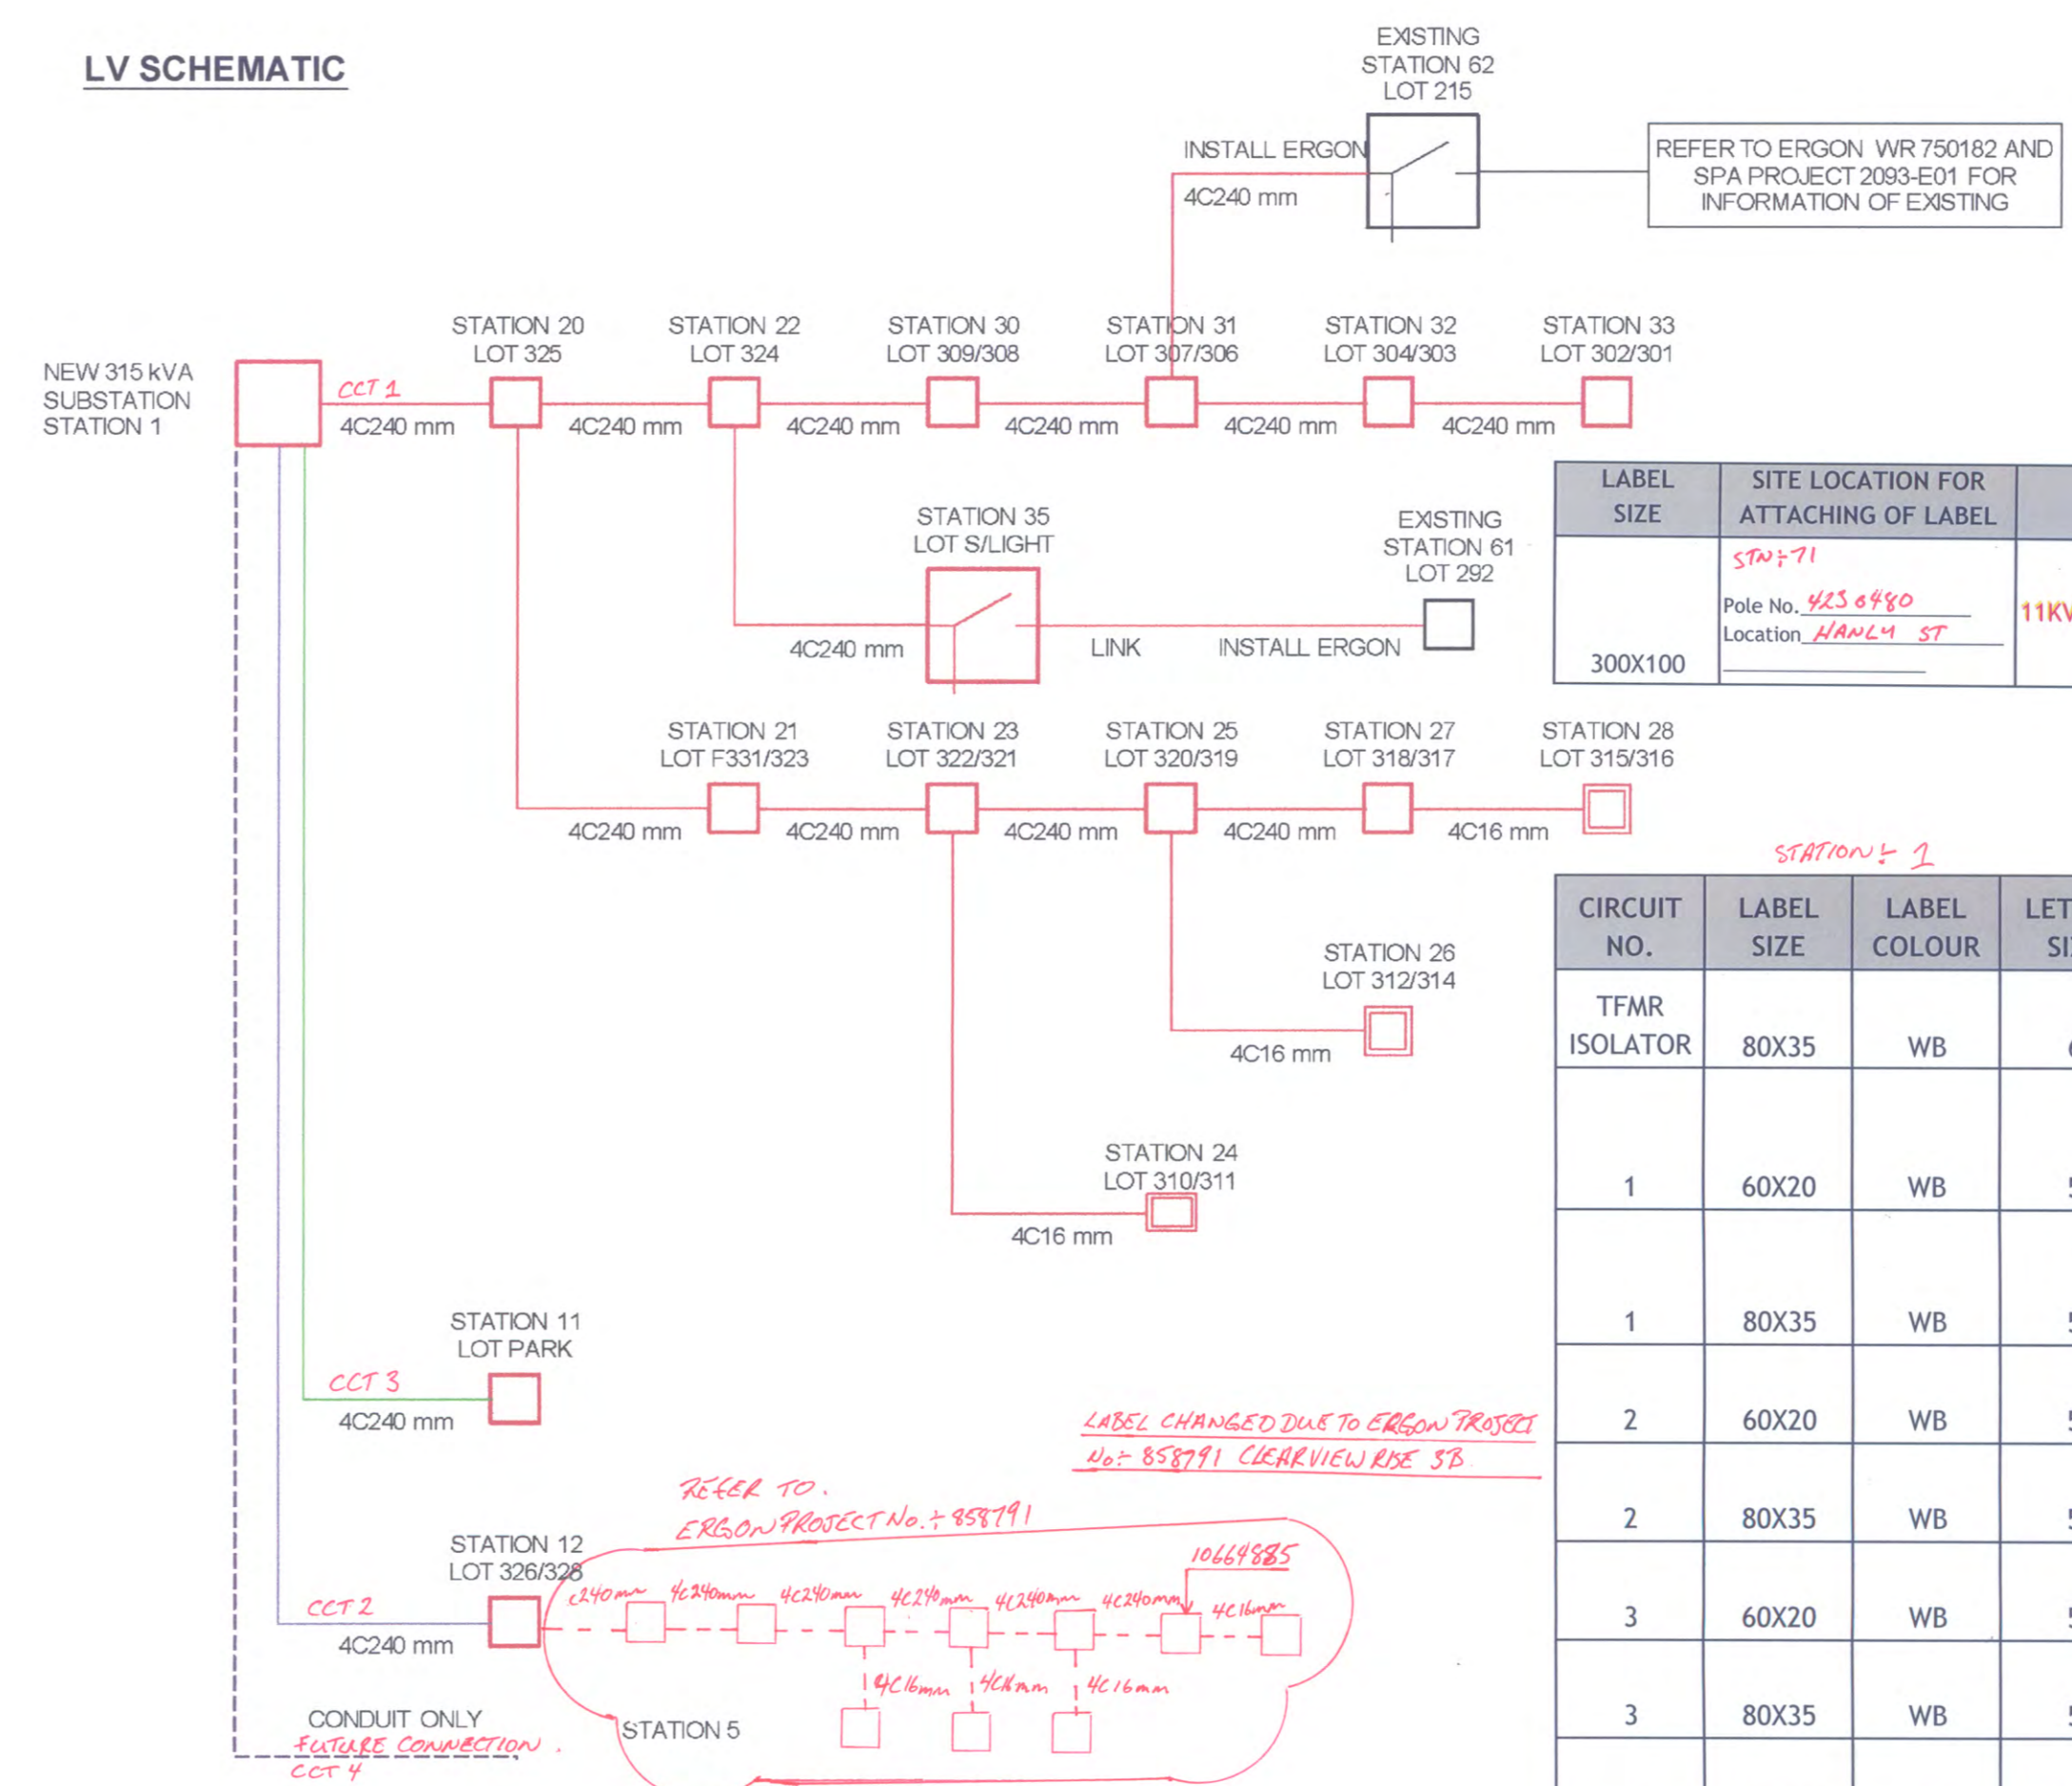 LV SCHEMATIC
EXISTING
STATION 62
LOT 215
INSTALL ERGON
4C240 mm
REFER TO ERGON WR 750182 AND
SPA PROJECT 2093-E01 FOR
INFORMATION OF EXISTING
NEW 315 kVA
SUBSTATION
STATION 1
CCT 1
4C240 mm
STATION 20
LOT 325
4C240 mm
STATION 22
LOT 324
4C240 mm
STATION 30
LOT 309/308
4C240 mm
STATION 31
LOT 307/306
4C240 mm
STATION 32
LOT 304/303
4C240 mm
STATION 33
LOT 302/301
STATION 35
LOT S/LIGHT
4C240 mm
LINK
INSTALL ERGON
EXISTING
STATION 61
LOT 292
LABEL SIZE
SITE LOCATION FOR
ATTACHING OF LABEL
300X100
STN:- 71
Pole No. 
Location HANLY ST
11KV
STATION 21
LOT F331/323
4C240 mm
STATION 23
LOT 322/321
4C240 mm
STATION 25
LOT 320/319
4C240 mm
STATION 27
LOT 318/317
4C240 mm
STATION 28
LOT 315/316
4C16 mm
STATION 26
LOT 312/314
4C16 mm
STATION 24
LOT 310/311
4C16 mm
STATION:- 1
CIRCUIT NO.
LABEL SIZE
LABEL COLOUR
TFMR ISOLATOR 80X35 WB
1 60X20 WB
1 80X35 WB
2 60X20 WB
2 80X35 WB
3 60X20 WB
3 80X35 WB
STATION 11
LOT PARK
CCT 3
4C240 mm
LABEL CHANGED DUE TO ERGON PROJECT
No:- 858791 CLEARVIEW RISE 3B
REFER TO.
ERGON PROJECT No.:- 858791
STATION 12
LOT 326/328
CCT 2
4C240 mm
c240mm 4c240mm 4c240mm 4c240mm 4c240mm 4c240mm 4c16mm
10664885
4C16mm 4C16mm 4C16mm
STATION 5
CONDUIT ONLY
FUTURE CONNECTION.
CCT 4